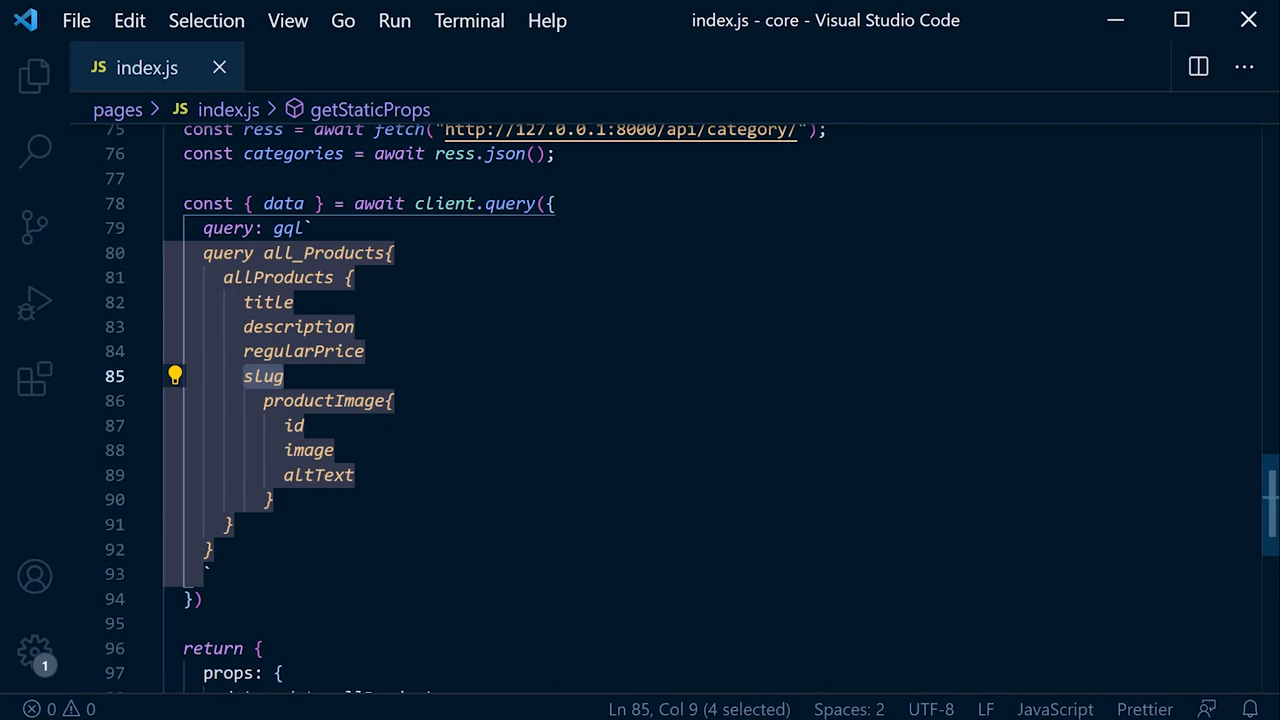 File Edit Selection View Go Run Terminal Help index.js - core - Visual Studio Code
JS index.js
pages > JS index.js > getStaticProps
75 const ress = await fetch("http://127.0.0.1:8000/api/category/");
76 const categories = await ress.json();
77
78 const { data } = await client.query({
79 query: gql`
80 query all_Products{
81 allProducts {
82 title
83 description
84 regularPrice
85 slug
86 productImage{
87 id
88 image
89 altText
90 }
91 }
92 }
93 `
94 })
95
96 return {
97 props: {
1
0 0 Ln 85, Col 9 (4 selected) Spaces: 2 UTF-8 LF JavaScript Prettier